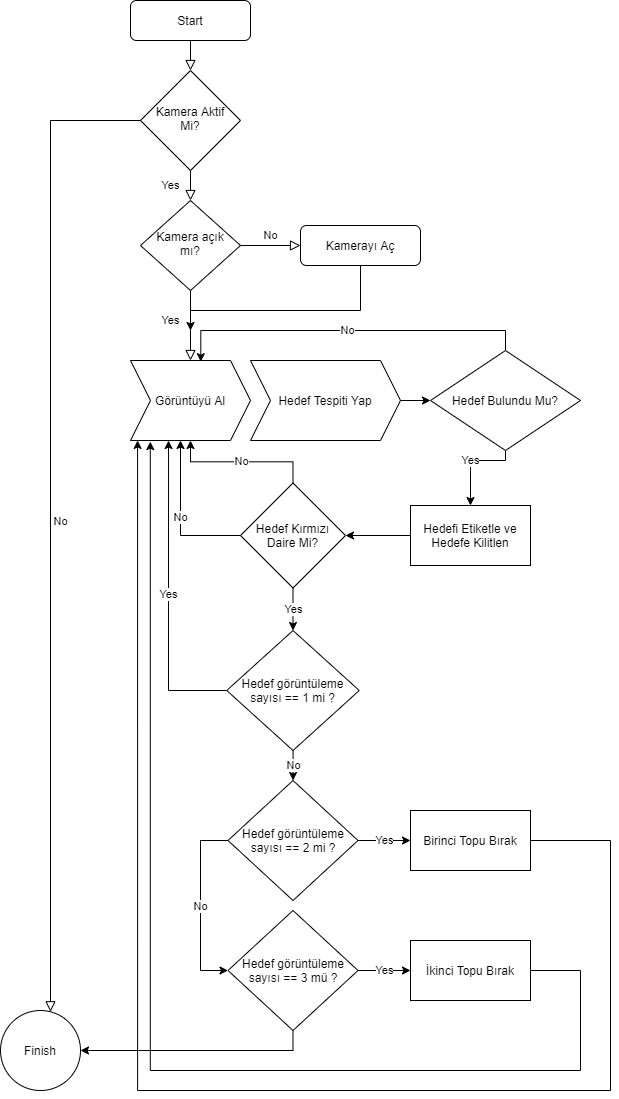 Start
Kamera Aktif
Mi?
Yes
Kamera açık
mı?
No
Kamerayı Aç
Yes
No
Görüntüyü Al
Hedef Tespiti Yap
Hedef Bulundu Mu?
No
Yes
No
Hedef Kırmızı
Daire Mi?
Hedefi Etiketle ve
Hedefe Kilitlen
No
Yes
Yes
Hedef görüntüleme
sayısı == 1 mi ?
No
Hedef görüntüleme
sayısı == 2 mi ?
Yes
Birinci Topu Bırak
No
Hedef görüntüleme
sayısı == 3 mü ?
Yes
İkinci Topu Bırak
Finish